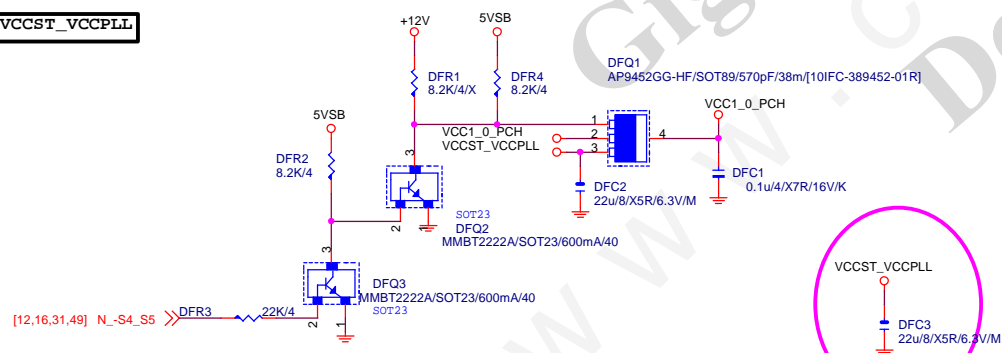 VCCST_VCCPLL
+12V
5VSB
DFR1
8.2K/4/X
DFR4
8.2K/4
DFQ1
AP9452GG-HF/SOT89/570pF/38m/[10IFC-389452-01R]
VCC1_0_PCH
5VSB
DFR2
8.2K/4
1
2
3
4
VCC1_0_PCH
VCCST_VCCPLL
3
2
1
SOT23
DFQ2
MMBT2222A/SOT23/600mA/40
DFC2
22u/8/X5R/6.3V/M
DFC1
0.1u/4/X7R/16V/K
3
2
1
DFQ3
MMBT2222A/SOT23/600mA/40
SOT23
[12,16,31,49] N_-S4_S5
DFR3
22K/4
VCCST_VCCPLL
DFC3
22u/8/X5R/6.3V/M